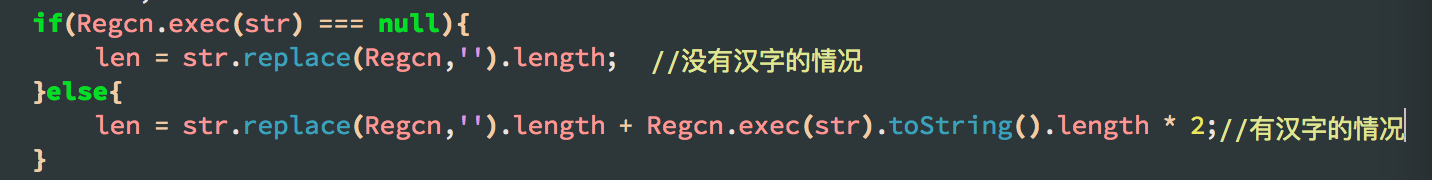 if(Regcn.exec(str) === null){
    len = str.replace(Regcn,'').length;  //没有汉字的情况
}else{
    len = str.replace(Regcn,'').length + Regcn.exec(str).toString().length * 2;//有汉字的情况
}